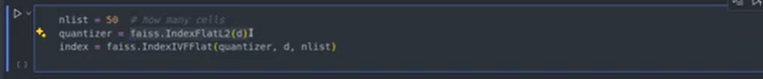 nlist = 50  # how many cells
quantizer = faiss.IndexFlatL2(d)
index = faiss.IndexIVFFlat(quantizer, d, nlist)
[ ]